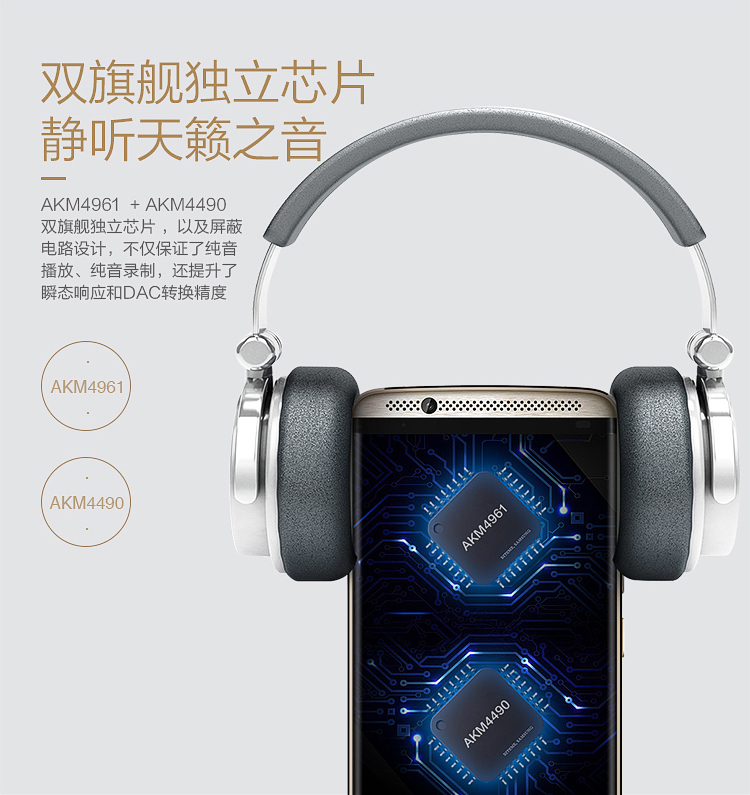 双旗舰独立芯片
静听天籁之音
AKM4961 + AKM4490
双旗舰独立芯片，以及屏蔽
电路设计，不仅保证了纯音
播放、纯音录制，还提升了
瞬态响应和DAC转换精度
AKM4961
AKM4490
AKM4961
AKM4490